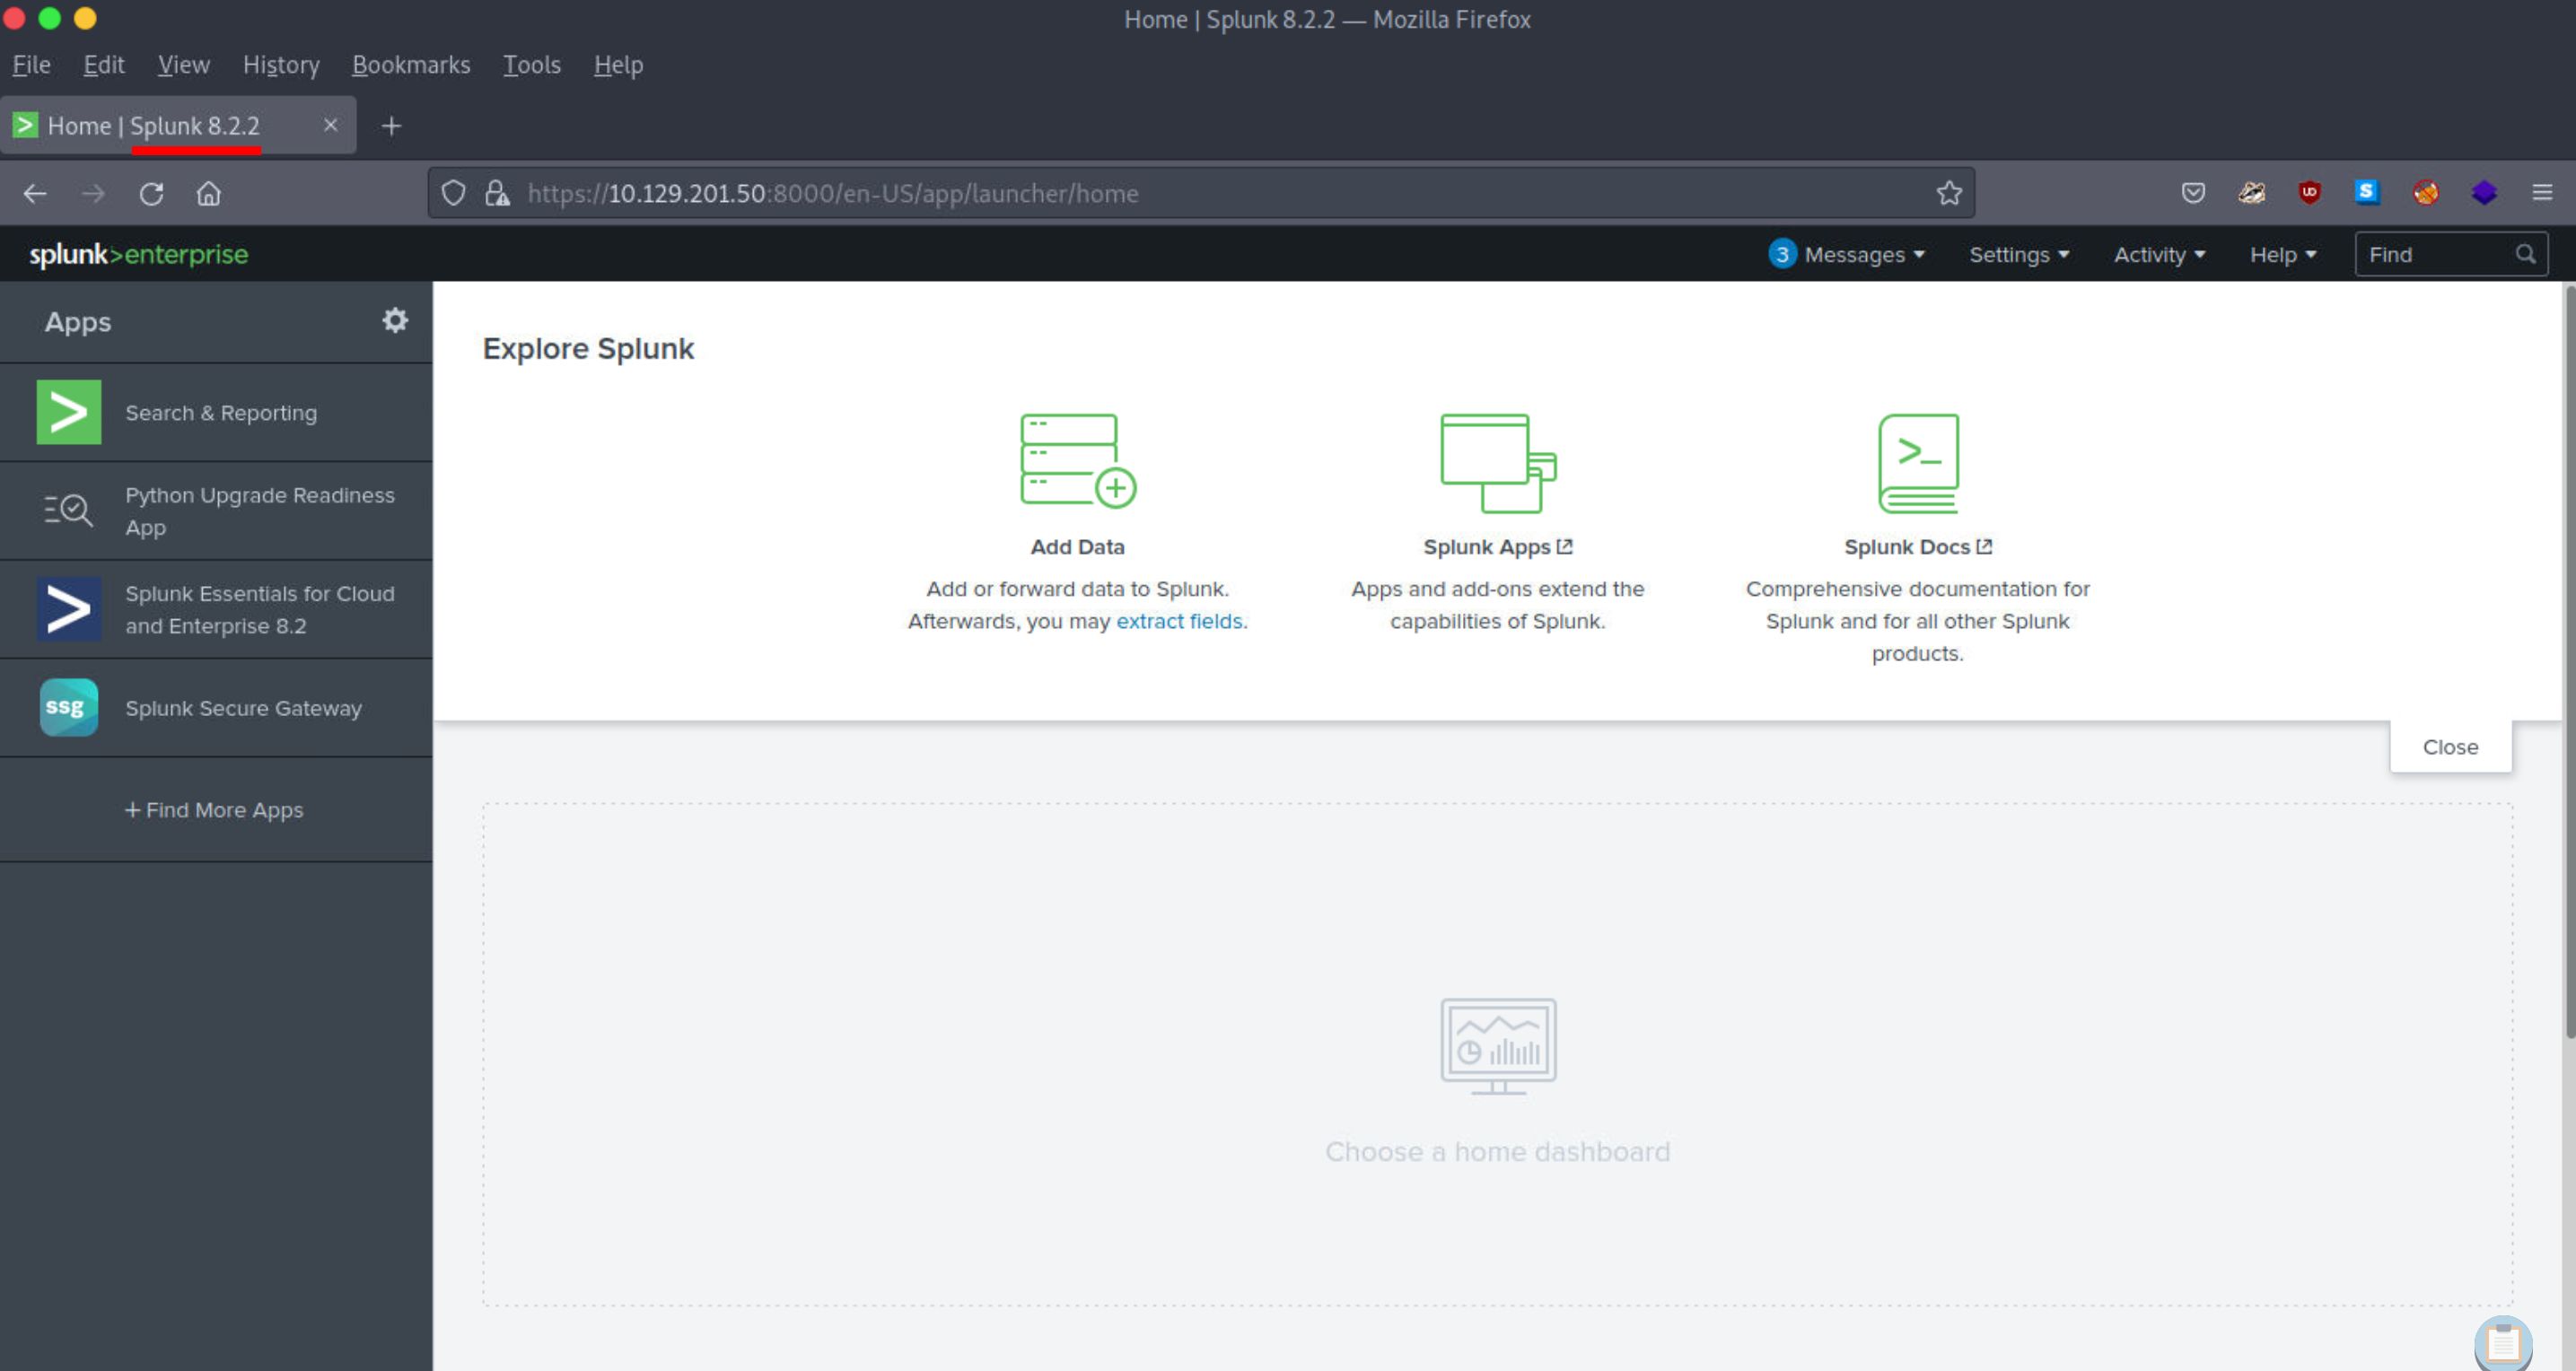 Home | Splunk 8.2.2 — Mozilla Firefox
File Edit View History Bookmarks Tools Help
Home | Splunk 8.2.2
https://10.129.201.50:8000/en-US/app/launcher/home
splunk>enterprise
3 Messages Settings Activity Help Find
Apps
Search & Reporting
Python Upgrade Readiness
App
Splunk Essentials for Cloud
and Enterprise 8.2
ssg Splunk Secure Gateway
+ Find More Apps
Explore Splunk
Add Data
Add or forward data to Splunk.
Afterwards, you may extract fields.
Splunk Apps
Apps and add-ons extend the
capabilities of Splunk.
Splunk Docs
Comprehensive documentation for
Splunk and for all other Splunk
products.
Close
Choose a home dashboard